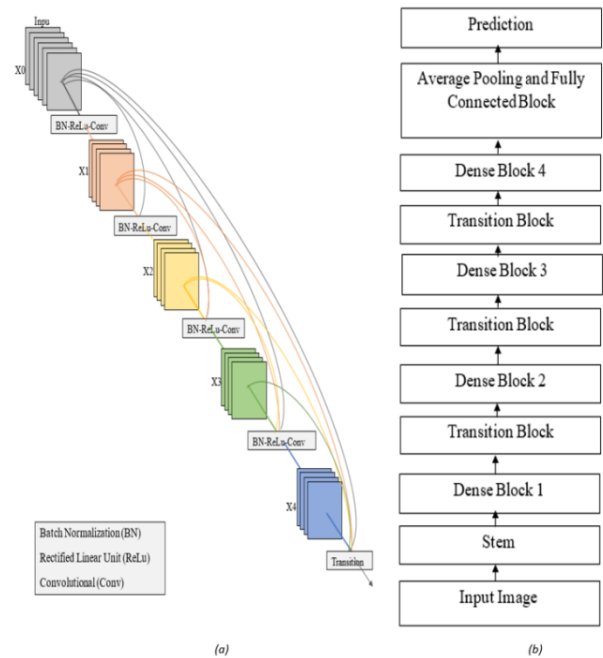 Inpu
X0
BN-ReLu-Conv
X1
BN-ReLu-Conv
X2
BN-ReLu-Conv
X3
BN-ReLu-Conv
X4
Transition
Batch Normalization (BN)
Rectified Linear Unit (ReLu)
Convolutional (Conv)
(a)
Prediction
Average Pooling and Fully
Connected Block
Dense Block 4
Transition Block
Dense Block 3
Transition Block
Dense Block 2
Transition Block
Dense Block 1
Stem
Input Image
(b)